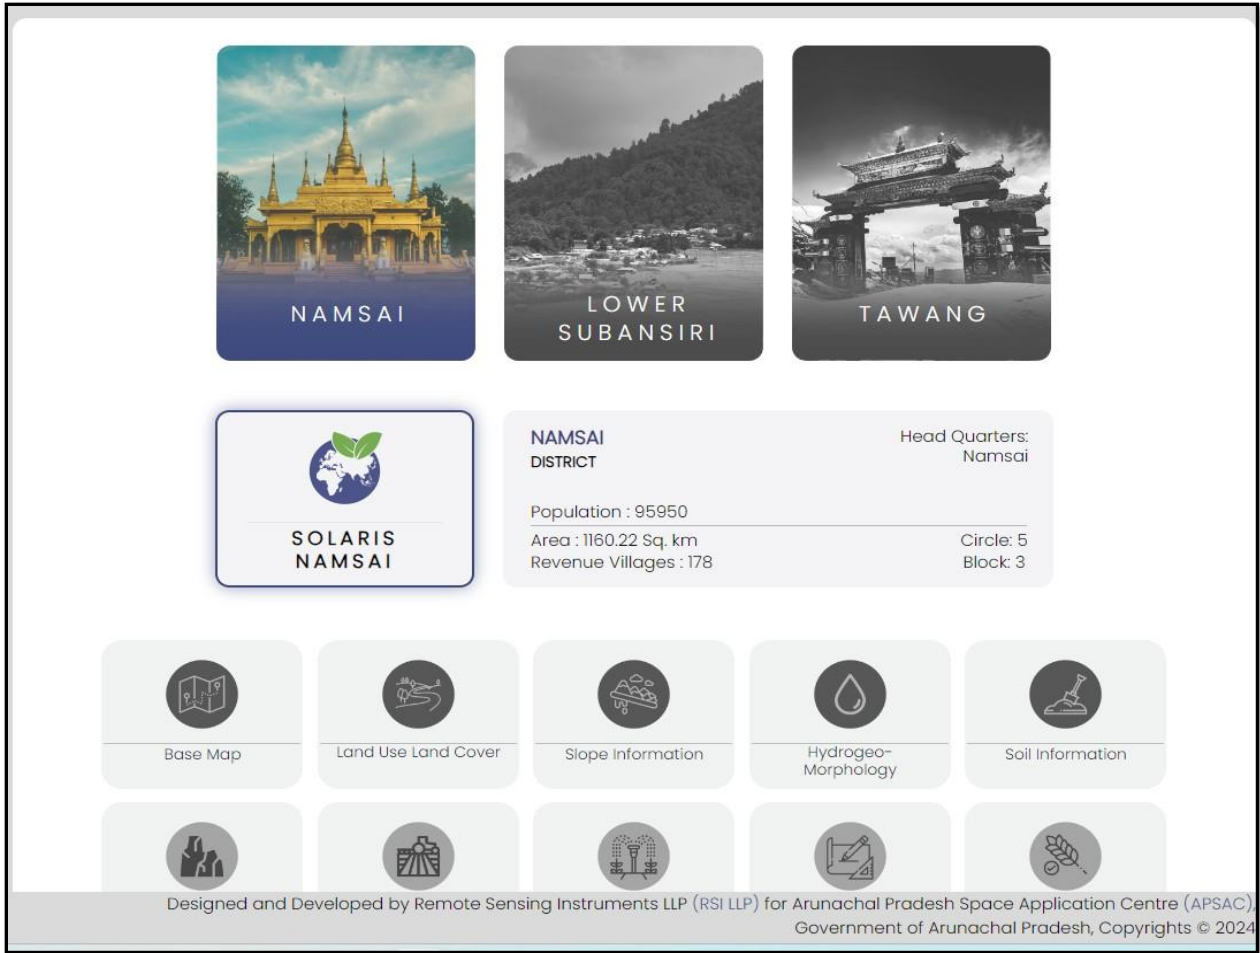 NAMSAI
LOWER
SUBANSIRI
TAWANG
SOLARIS
NAMSAI
NAMSAI
DISTRICT
Head Quarters:
Namsai
Population : 95950
Area : 1160.22 Sq. km
Circle: 5
Revenue Villages : 178
Block: 3
Base Map
Land Use Land Cover
Slope Information
Hydrogeo-
Morphology
Soil Information
Designed and Developed by Remote Sensing Instruments LLP (RSI LLP) for Arunachal Pradesh Space Application Centre (APSAC),
Government of Arunachal Pradesh, Copyrights © 2024